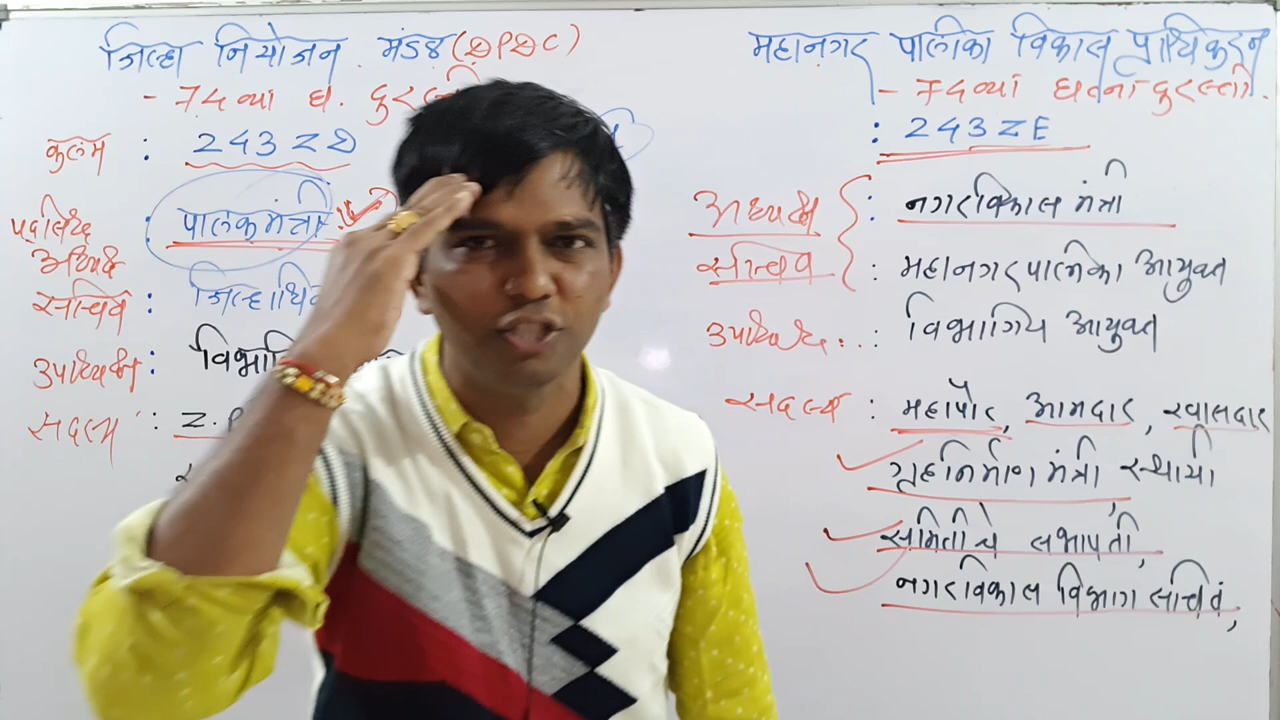 जिल्हा नियोजन मंडळ (DPDC)
- 74 व्या घ. दुरुस्ती
कलम : 243 ZD
पदसिद्ध अध्यक्ष : पालकमंत्री
सचिव : जिल्हाधि
उपाध्यक्ष :
सदस्य : Z.P
महानगर पालिका विकास प्राधिकरण
- 74 व्यां घटना दुरुस्ती.
: 243 ZE
अध्यक्ष : नगरविकास मंत्री
सचिव : महानगरपालिका आयुक्त
उपाध्यक्ष : विभागिय आयुक्त
सदस्य : महापौर, आमदार, खासदार
गृहनिर्माण मंत्री, स्थायी
समितीचे सभापती,
नगरविकास विभाग सचिव,